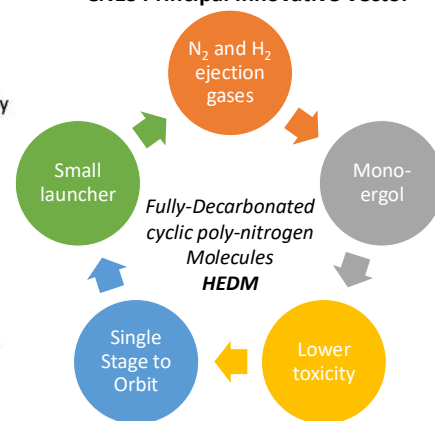 N₂ and H₂
ejection
gases
Mono-
ergol
Lower
toxicity
Single
Stage to
Orbit
Small
launcher
Fully-Decarbonated
cyclic poly-nitrogen
Molecules
HEDM